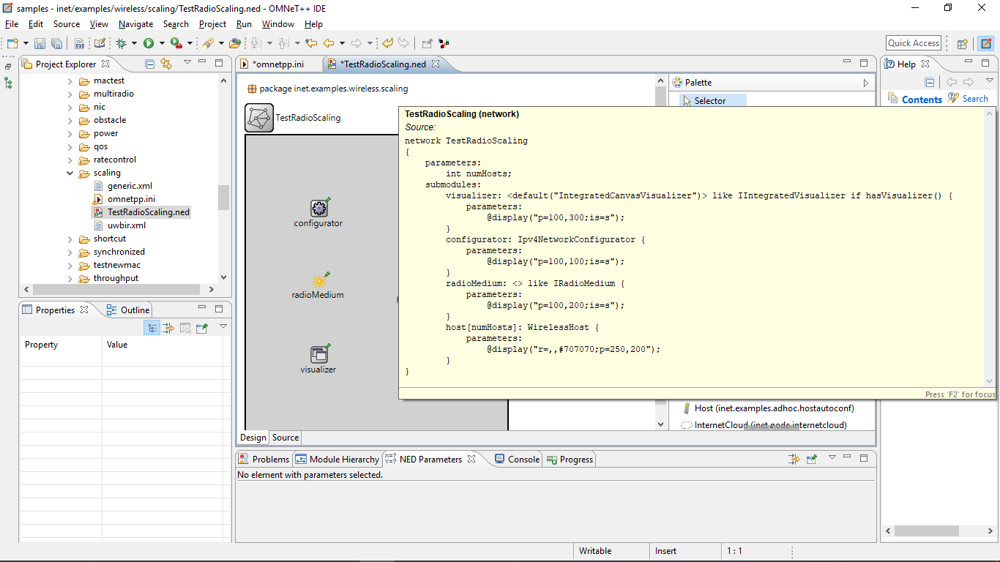 samples - inet/examples/wireless/scaling/TestRadioScaling.ned - OMNeT++ IDE
File Edit Source View Navigate Search Project Run Window Help
Quick Access
Project Explorer
mactest
multiradio
nic
obstacle
power
qos
ratecontrol
scaling
generic.xml
omnetpp.ini
TestRadioScaling.ned
uwbir.xml
shortcut
synchronized
testnewmac
throughput
Properties Outline
Property Value
*omnetpp.ini *TestRadioScaling.ned
package inet.examples.wireless.scaling
TestRadioScaling
configurator
radioMedium
visualizer
Palette
Selector
TestRadioScaling (network)
Source:
network TestRadioScaling
{
parameters:
int numHosts;
submodules:
visualizer: <default("IntegratedCanvasVisualizer")> like IIntegratedVisualizer if hasVisualizer() {
parameters:
@display("p=100,300;is=s");
}
configurator: Ipv4NetworkConfigurator {
parameters:
@display("p=100,100;is=s");
}
radioMedium: <> like IRadioMedium {
parameters:
@display("p=100,200;is=s");
}
host[numHosts]: WirelessHost {
parameters:
@display("r=,,#707070;p=250,200");
}
}
Press 'F2' for focus
Host (inet.examples.adhoc.hostautoconf)
InternetCloud (inet.node.internetcloud)
Design Source
Help
Contents Search
Problems Module Hierarchy NED Parameters Console Progress
No element with parameters selected.
Writable Insert 1 : 1